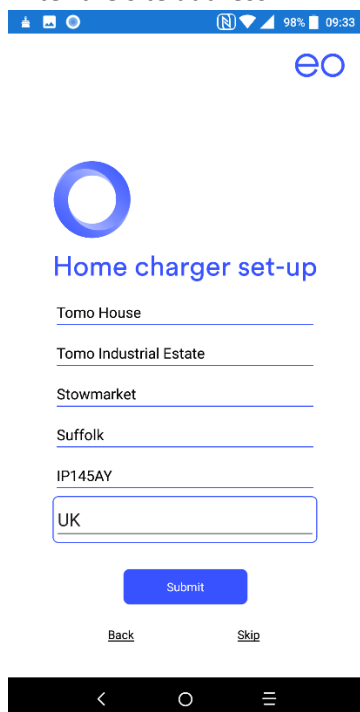 98% 09:33
eo
Home charger set-up
Tomo House
Tomo Industrial Estate
Stowmarket
Suffolk
IP145AY
UK
Submit
Back Skip